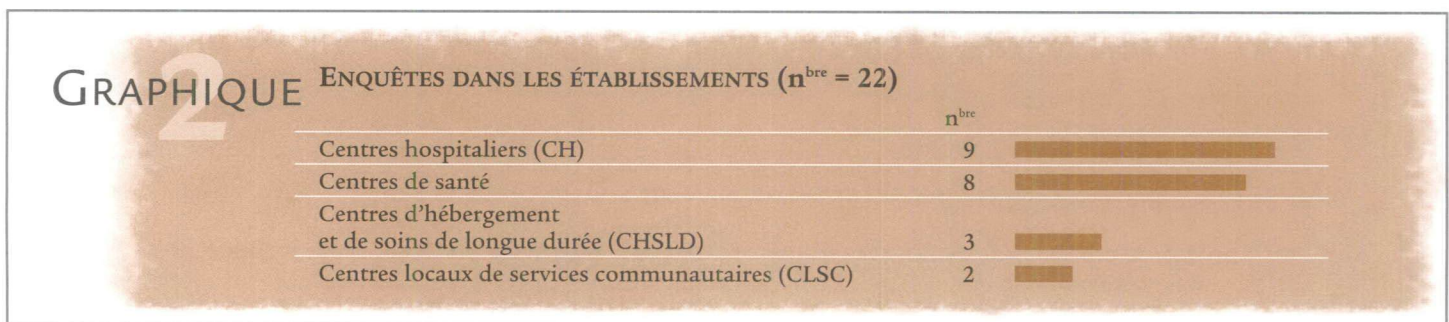 GRAPHIQUE 2
ENQUÊTES DANS LES ÉTABLISSEMENTS (nbre = 22)
nbre
Centres hospitaliers (CH) 9
Centres de santé 8
Centres d'hébergement
et de soins de longue durée (CHSLD) 3
Centres locaux de services communautaires (CLSC) 2